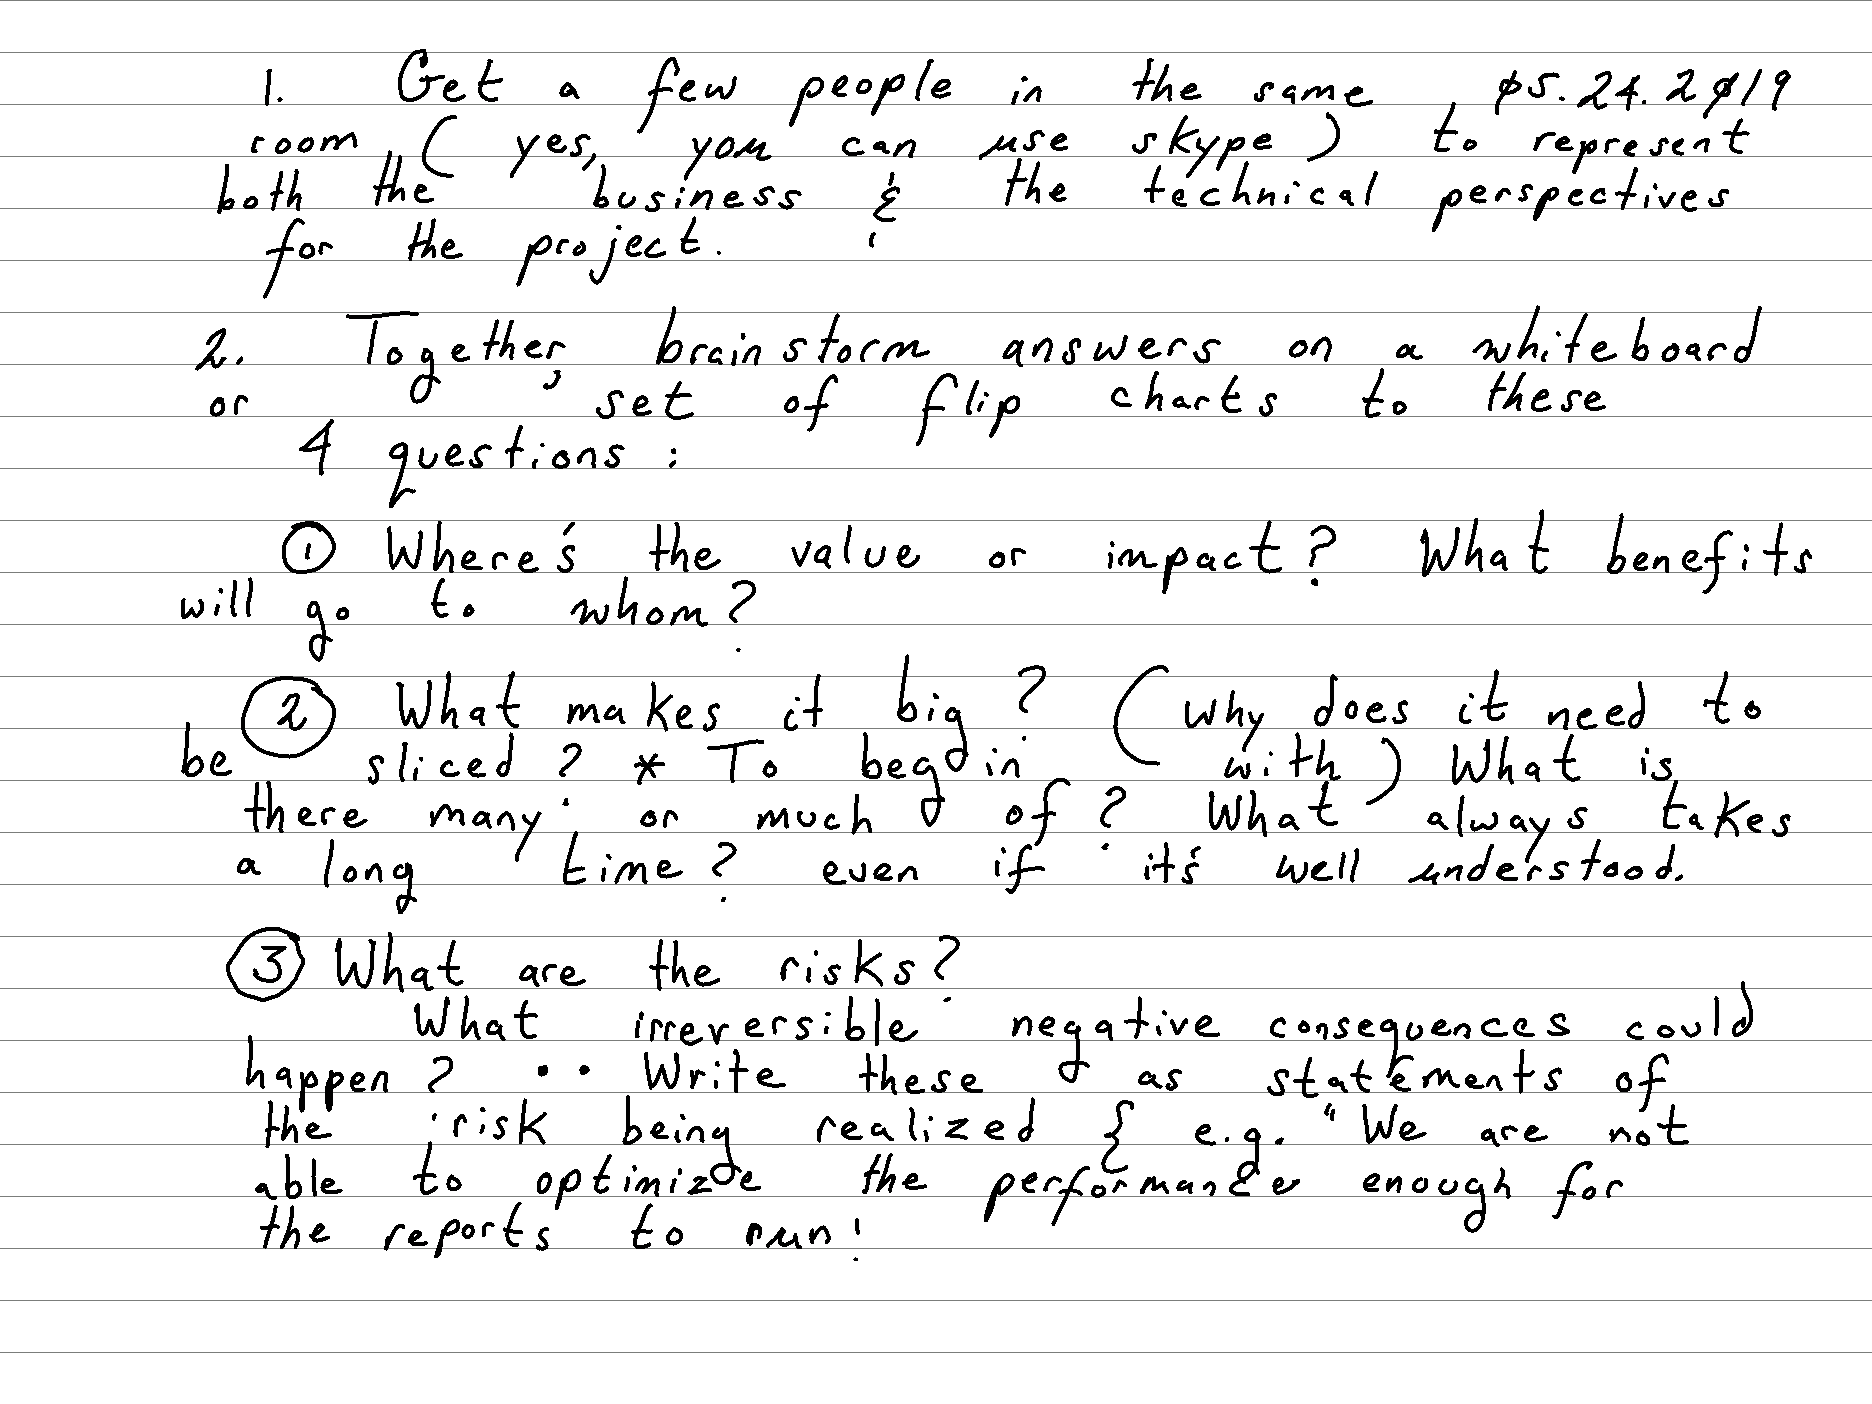 1. Get a few people in the same , ø5.24.2ø19
room (yes, you can use skype) to represent
both the business & the technical perspectives
for the project.
2. Together, brainstorm answers on a whiteboard
or set of flip charts to these
4 questions :
① Where's the value or impact? What benefits
will go to whom?
② What makes it big? (why does it need to
be sliced? * To begin with) What is
there many or much of? What always takes
a long time? even if it's well understood.
③ What are the risks?
What irreversible negative consequences could
happen? •• Write these as statements of
the risk being realized { e.g. "We are not
able to optimize the performance enough for
the reports to run!